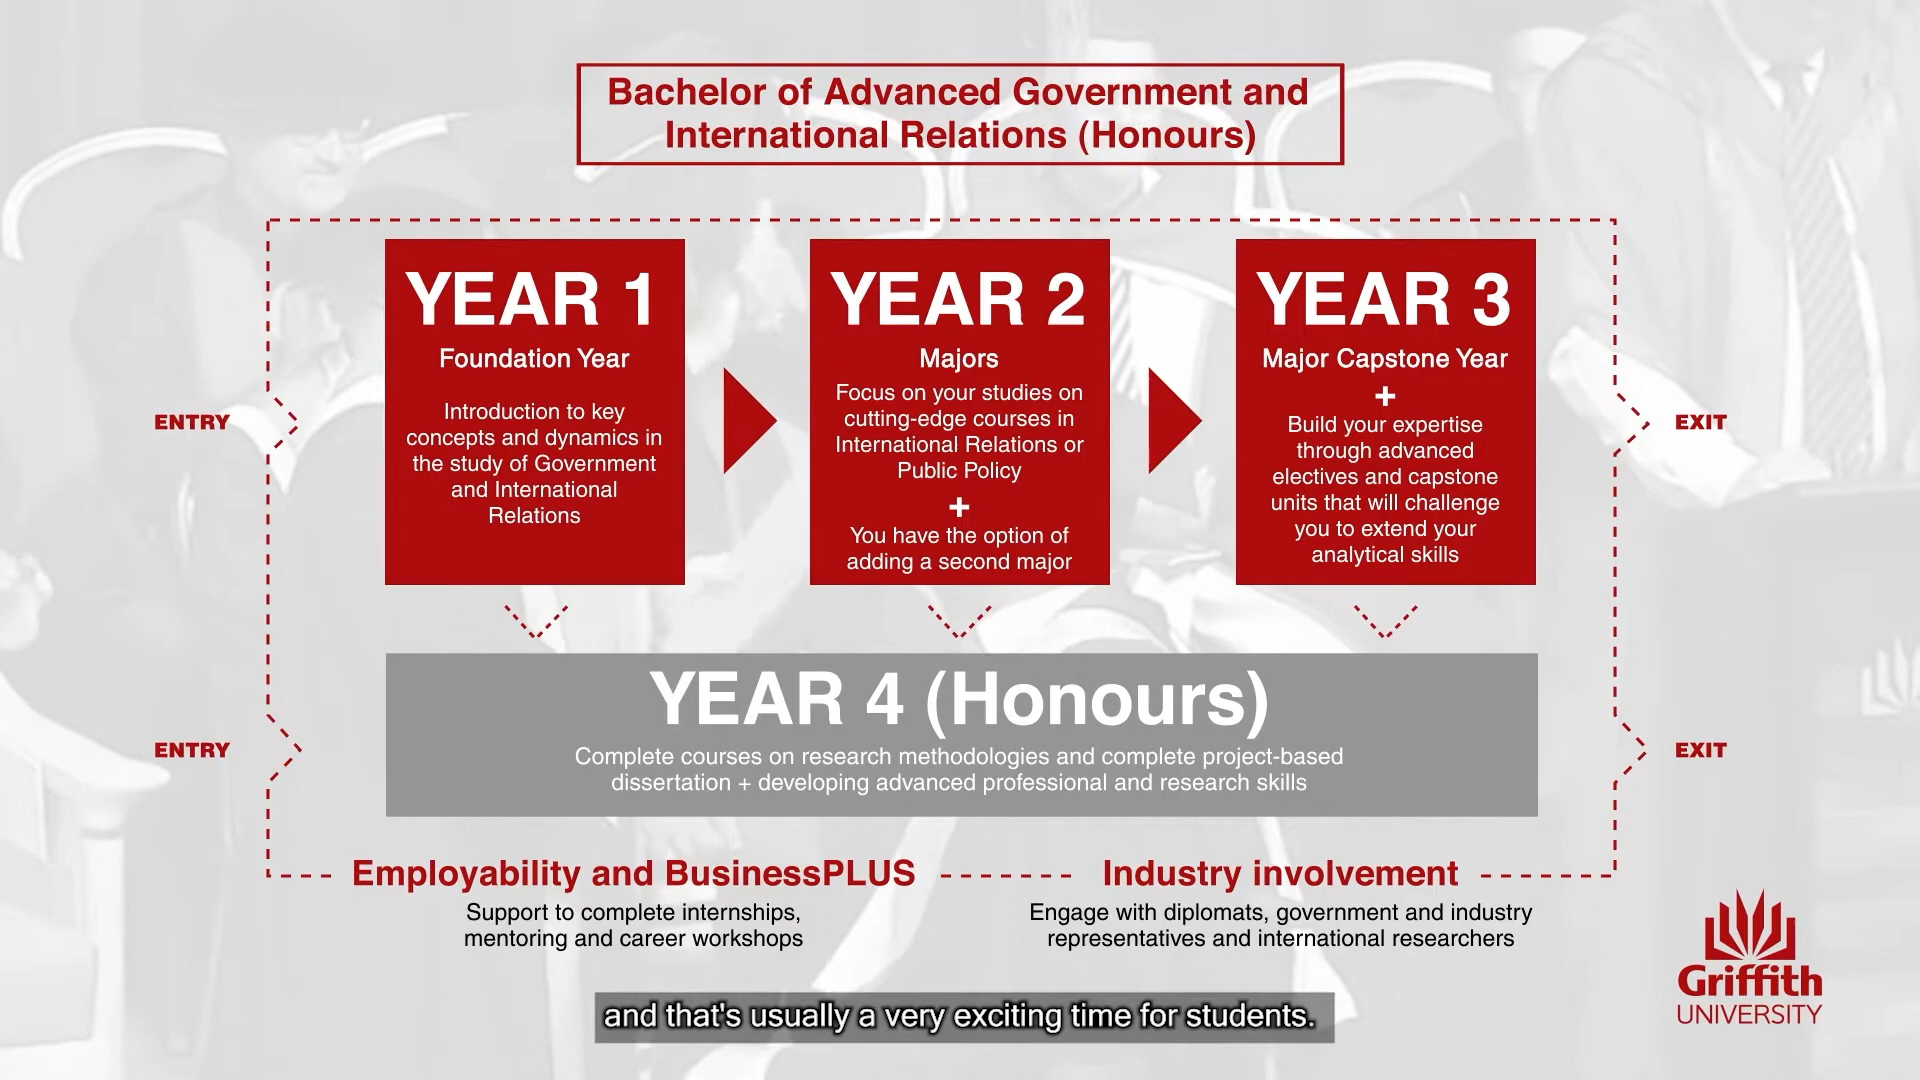 Bachelor of Advanced Government and
International Relations (Honours)
YEAR 1
Foundation Year
Introduction to key
concepts and dynamics in
the study of Government
and International
Relations
YEAR 2
Majors
Focus on your studies on
cutting-edge courses in
International Relations or
Public Policy
+
You have the option of
adding a second major
YEAR 3
Major Capstone Year
+
Build your expertise
through advanced
electives and capstone
units that will challenge
you to extend your
analytical skills
ENTRY
EXIT
YEAR 4 (Honours)
Complete courses on research methodologies and complete project-based
dissertation + developing advanced professional and research skills
ENTRY
EXIT
Employability and BusinessPLUS
Support to complete internships,
mentoring and career workshops
Industry involvement
Engage with diplomats, government and industry
representatives and international researchers
Griffith
UNIVERSITY
and that's usually a very exciting time for students.